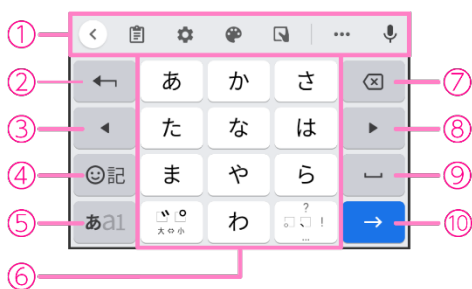 ①
② あ か さ ⑦
③ た な は ⑧
④ 記 ま や ら ⑨
⑤ あa1 ゛゜ 大⇔小 わ 。、?!… ⑩
⑥